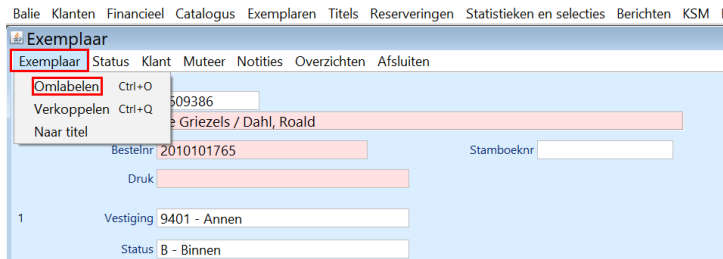 Balie Klanten Financieel Catalogus Exemplaren Titels Reserveringen Statistieken en selecties Berichten KSM
Exemplaar
Exemplaar Status Klant Muteer Notities Overzichten Afsluiten
Omlabelen Ctrl+O
509386
Verkoppelen Ctrl+Q
e Griezels / Dahl, Roald
Naar titel
Bestelnr 2010101765 Stamboeknr
Druk
1 Vestiging 9401 - Annen
Status B - Binnen